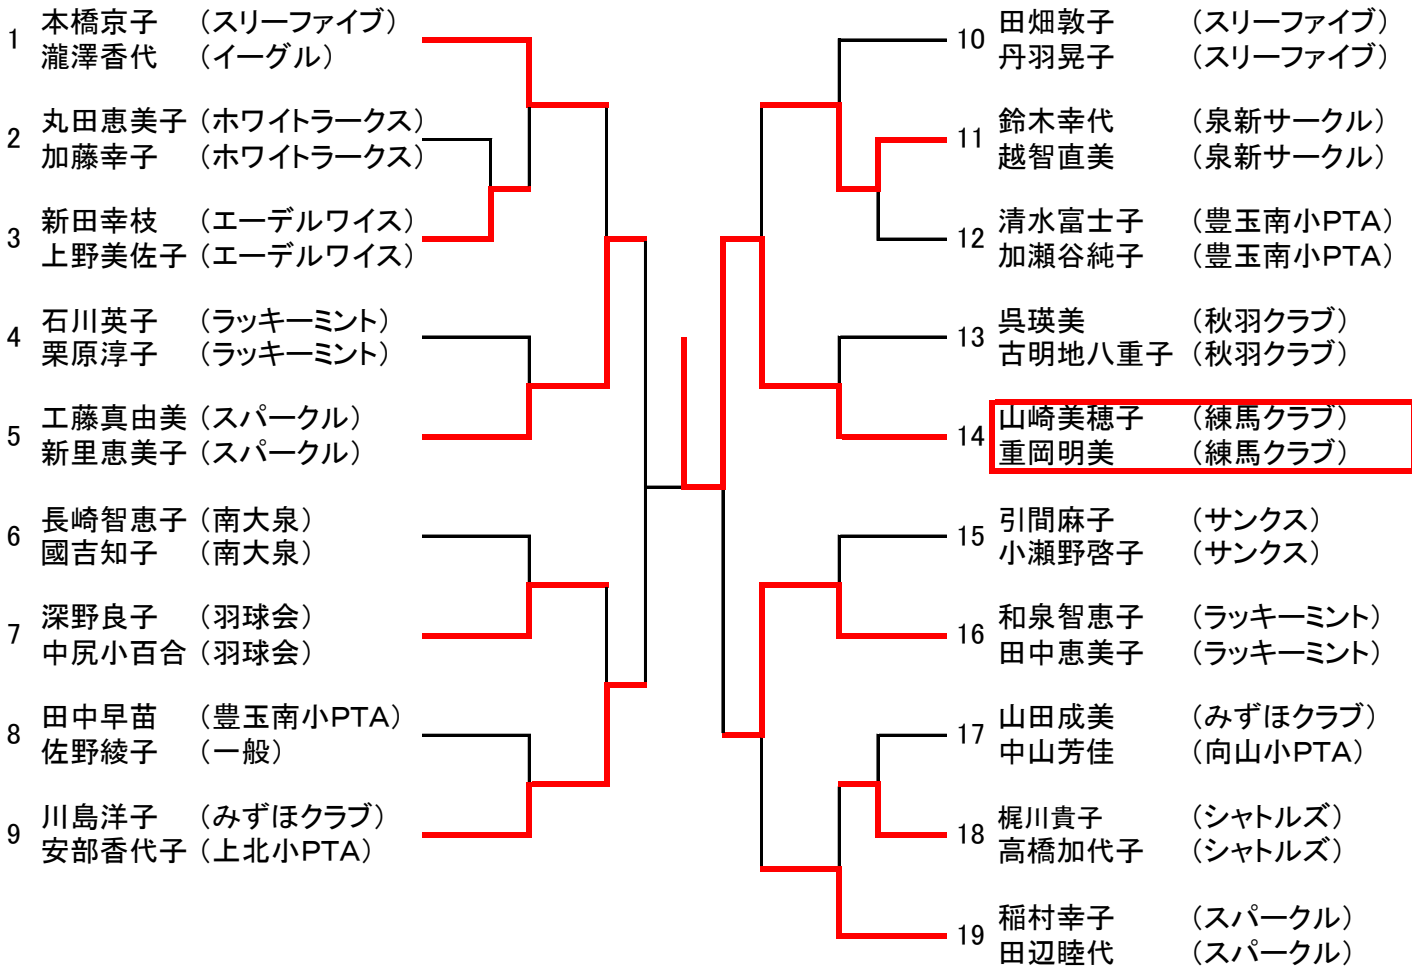 1 本橋京子 （スリーファイブ）
瀧澤香代 （イーグル）
2 丸田恵美子 （ホワイトラークス）
加藤幸子 （ホワイトラークス）
3 新田幸枝 （エーデルワイス）
上野美佐子 （エーデルワイス）
4 石川英子 （ラッキーミント）
栗原淳子 （ラッキーミント）
5 工藤真由美 （スパークル）
新里恵美子 （スパークル）
6 長崎智恵子 （南大泉）
國吉知子 （南大泉）
7 深野良子 （羽球会）
中尻小百合 （羽球会）
8 田中早苗 （豊玉南小PTA）
佐野綾子 （一般）
9 川島洋子 （みずほクラブ）
安部香代子 （上北小PTA）
10 田畑敦子 （スリーファイブ）
丹羽晃子 （スリーファイブ）
11 鈴木幸代 （泉新サークル）
越智直美 （泉新サークル）
12 清水富士子 （豊玉南小PTA）
加瀬谷純子 （豊玉南小PTA）
13 呉瑛美 （秋羽クラブ）
古明地八重子 （秋羽クラブ）
14 山崎美穂子 （練馬クラブ）
重岡明美 （練馬クラブ）
15 引間麻子 （サンクス）
小瀬野啓子 （サンクス）
16 和泉智恵子 （ラッキーミント）
田中恵美子 （ラッキーミント）
17 山田成美 （みずほクラブ）
中山芳佳 （向山小PTA）
18 梶川貴子 （シャトルズ）
高橋加代子 （シャトルズ）
19 稲村幸子 （スパークル）
田辺睦代 （スパークル）